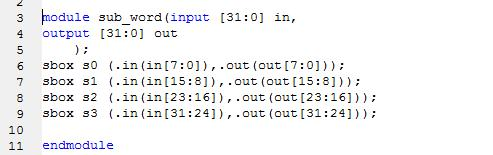 2
3 module sub_word(input [31:0] in,
4 output [31:0] out
5     );
6 sbox s0 (.in(in[7:0]),.out(out[7:0]));
7 sbox s1 (.in(in[15:8]),.out(out[15:8]));
8 sbox s2 (.in(in[23:16]),.out(out[23:16]));
9 sbox s3 (.in(in[31:24]),.out(out[31:24]));
10
11 endmodule